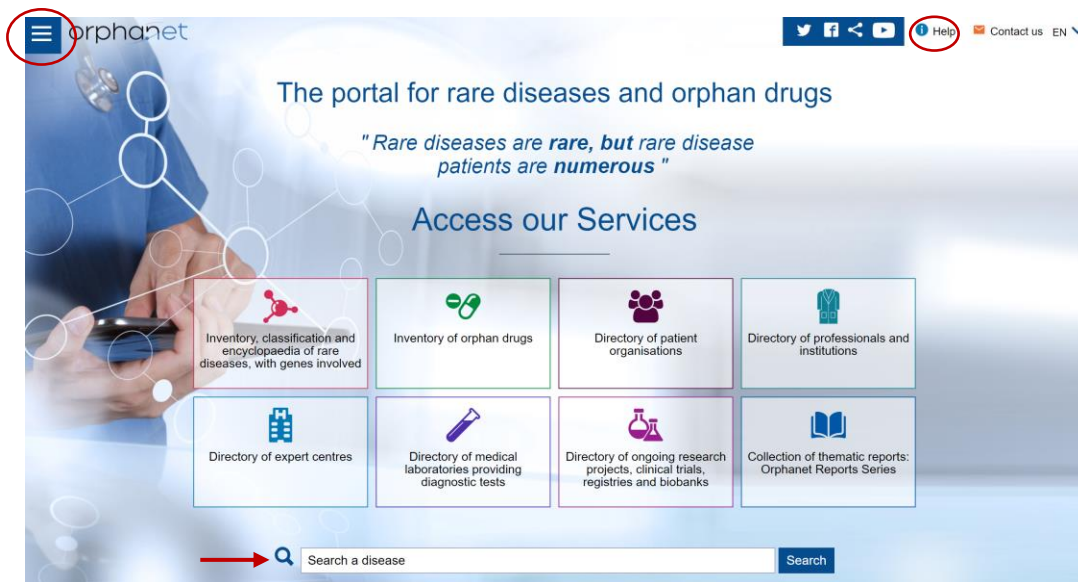 orphanet
Help
Contact us
EN
The portal for rare diseases and orphan drugs
" Rare diseases are rare, but rare disease
patients are numerous "
Access our Services
Inventory, classification and
encyclopaedia of rare
diseases, with genes involved
Inventory of orphan drugs
Directory of patient
organisations
Directory of professionals and
institutions
Directory of expert centres
Directory of medical
laboratories providing
diagnostic tests
Directory of ongoing research
projects, clinical trials,
registries and biobanks
Collection of thematic reports:
Orphanet Reports Series
Search a disease
Search